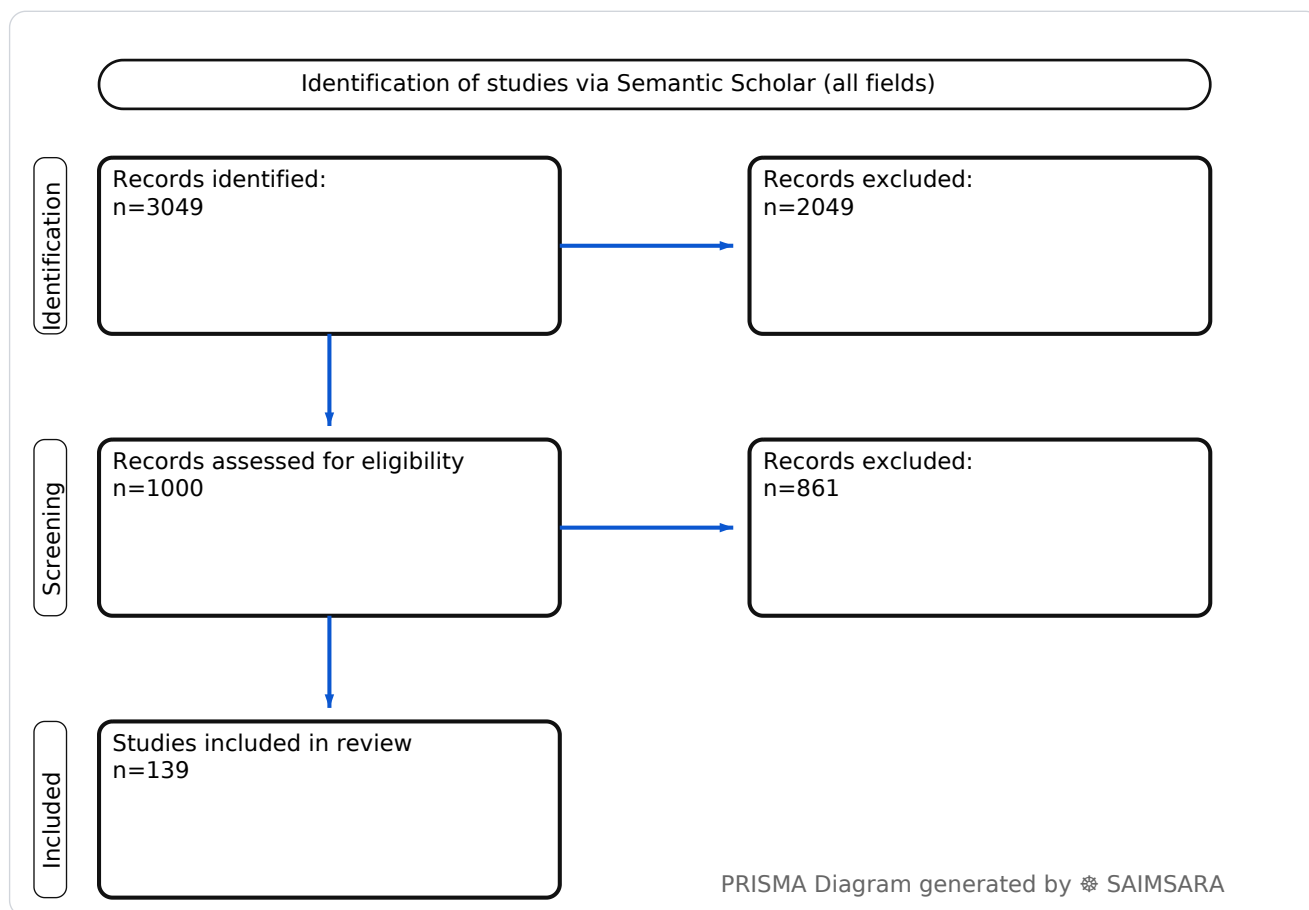 Identification of studies via Semantic Scholar (all fields)
Identification
Records identified:
n=3049
Records excluded:
n=2049
Screening
Records assessed for eligibility
n=1000
Records excluded:
n=861
Included
Studies included in review
n=139
PRISMA Diagram generated by ☸ SAIMSARA